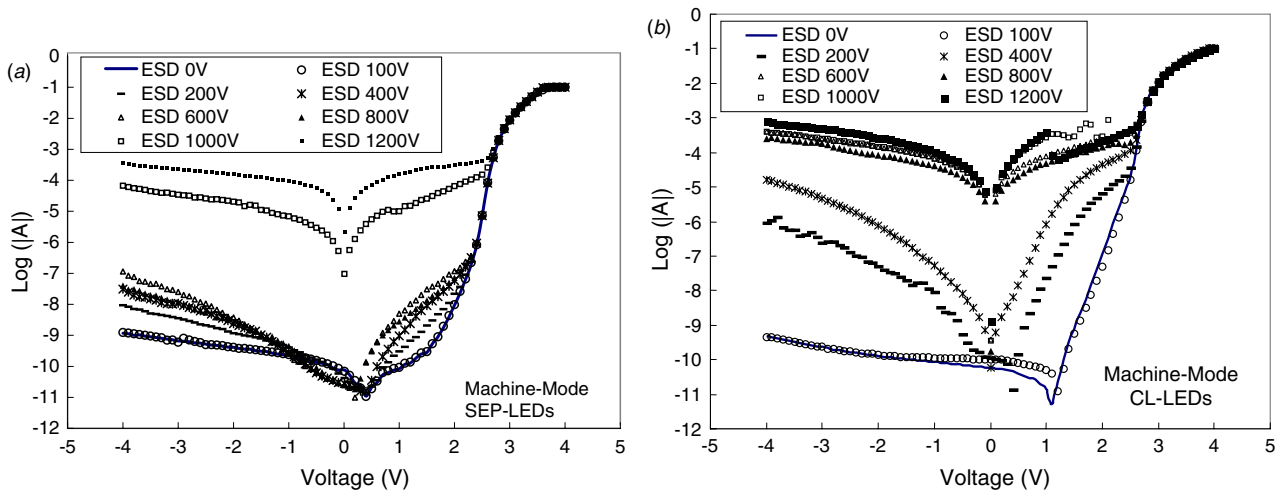 (a)
0
-1
-2
-3
-4
-5
-6
-7
-8
-9
-10
-11
-12
Log (|A|)
ESD 0V
ESD 100V
ESD 200V
ESD 400V
ESD 600V
ESD 800V
ESD 1000V
ESD 1200V
Machine-Mode
SEP-LEDs
-5 -4 -3 -2 -1 0 1 2 3 4 5
Voltage (V)
(b)
0
-1
-2
-3
-4
-5
-6
-7
-8
-9
-10
-11
-12
Log (|A|)
ESD 0V
ESD 100V
ESD 200V
ESD 400V
ESD 600V
ESD 800V
ESD 1000V
ESD 1200V
Machine-Mode
CL-LEDs
-5 -4 -3 -2 -1 0 1 2 3 4 5
Voltage (V)